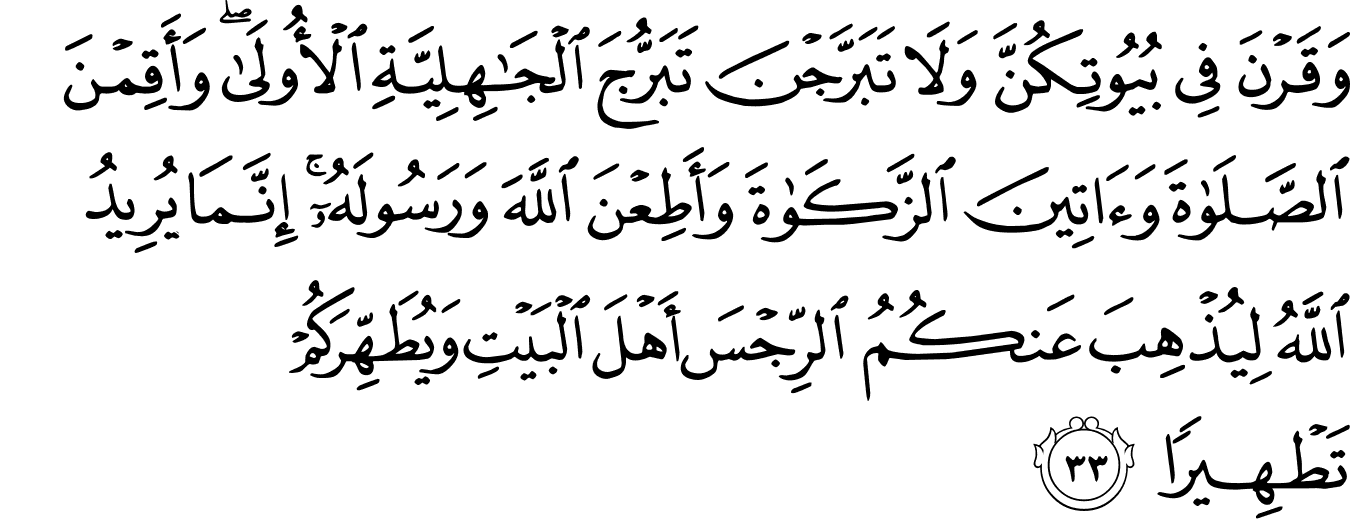 وَقَرۡنَ فِي بُيُوتِكُنَّ وَلَا تَبَرَّجۡنَ تَبَرُّجَ ٱلۡجَٰهِلِيَّةِ ٱلۡأُولَىٰۖ وَأَقِمۡنَ
ٱلصَّلَوٰةَ وَءَاتِينَ ٱلزَّكَوٰةَ وَأَطِعۡنَ ٱللَّهَ وَرَسُولَهُۥٓۚ إِنَّمَا يُرِيدُ
ٱللَّهُ لِيُذۡهِبَ عَنكُمُ ٱلرِّجۡسَ أَهۡلَ ٱلۡبَيۡتِ وَيُطَهِّرَكُمۡ
تَطۡهِيرٗا ٣٣